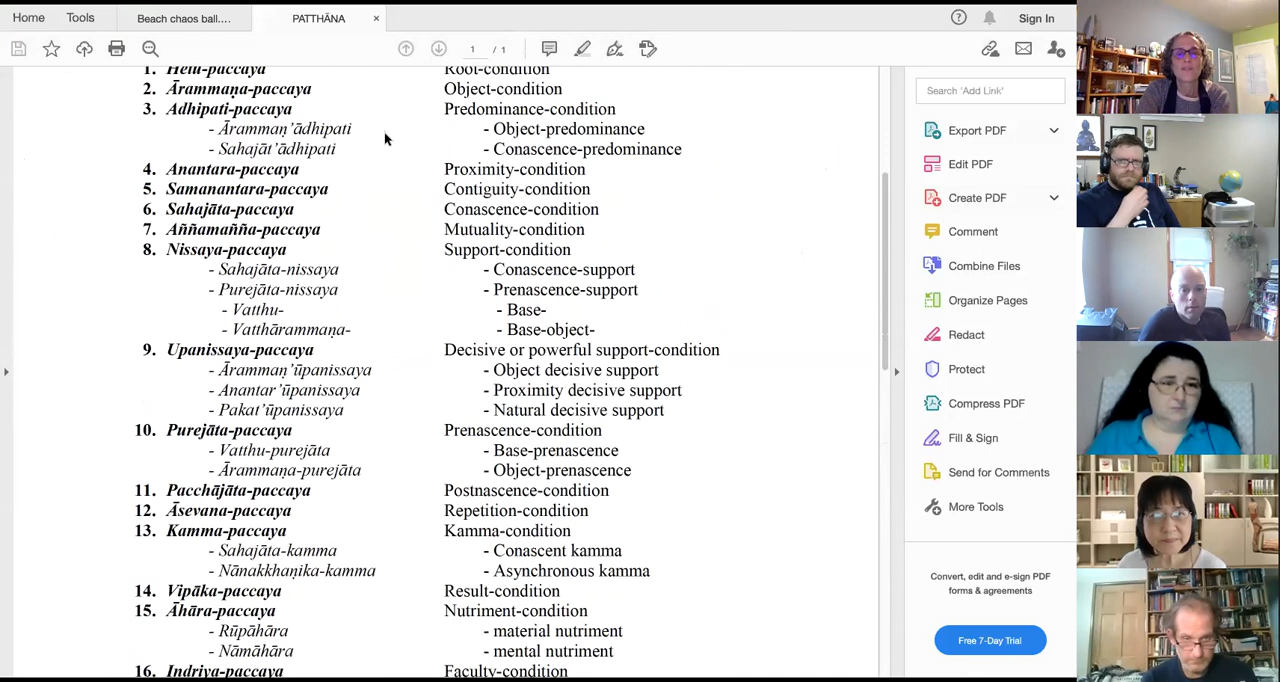 Home Tools Beach chaos ball.... PATTHĀNA × Sign In
1 / 1
1. Hetu-paccaya Root-condition
2. Ārammaṇa-paccaya Object-condition
3. Adhipati-paccaya Predominance-condition
- Ārammaṇ'ādhipati - Object-predominance
- Sahajāt'ādhipati - Conascence-predominance
4. Anantara-paccaya Proximity-condition
5. Samanantara-paccaya Contiguity-condition
6. Sahajāta-paccaya Conascence-condition
7. Aññamañña-paccaya Mutuality-condition
8. Nissaya-paccaya Support-condition
- Sahajāta-nissaya - Conascence-support
- Purejāta-nissaya - Prenascence-support
- Vatthu- - Base-
- Vatthārammaṇa- - Base-object-
9. Upanissaya-paccaya Decisive or powerful support-condition
- Ārammaṇ'ūpanissaya - Object decisive support
- Anantar'ūpanissaya - Proximity decisive support
- Pakat'ūpanissaya - Natural decisive support
10. Purejāta-paccaya Prenascence-condition
- Vatthu-purejāta - Base-prenascence
- Ārammaṇa-purejāta - Object-prenascence
11. Pacchājāta-paccaya Postnascence-condition
12. Āsevana-paccaya Repetition-condition
13. Kamma-paccaya Kamma-condition
- Sahajāta-kamma - Conascent kamma
- Nānakkhaṇika-kamma - Asynchronous kamma
14. Vipāka-paccaya Result-condition
15. Āhāra-paccaya Nutriment-condition
- Rūpāhāra - material nutriment
- Nāmāhāra - mental nutriment
16. Indriya-paccaya Faculty-condition
Search 'Add Link'
Export PDF
Edit PDF
Create PDF
Comment
Combine Files
Organize Pages
Redact
Protect
Compress PDF
Fill & Sign
Send for Comments
More Tools
Convert, edit and e-sign PDF
forms & agreements
Free 7-Day Trial